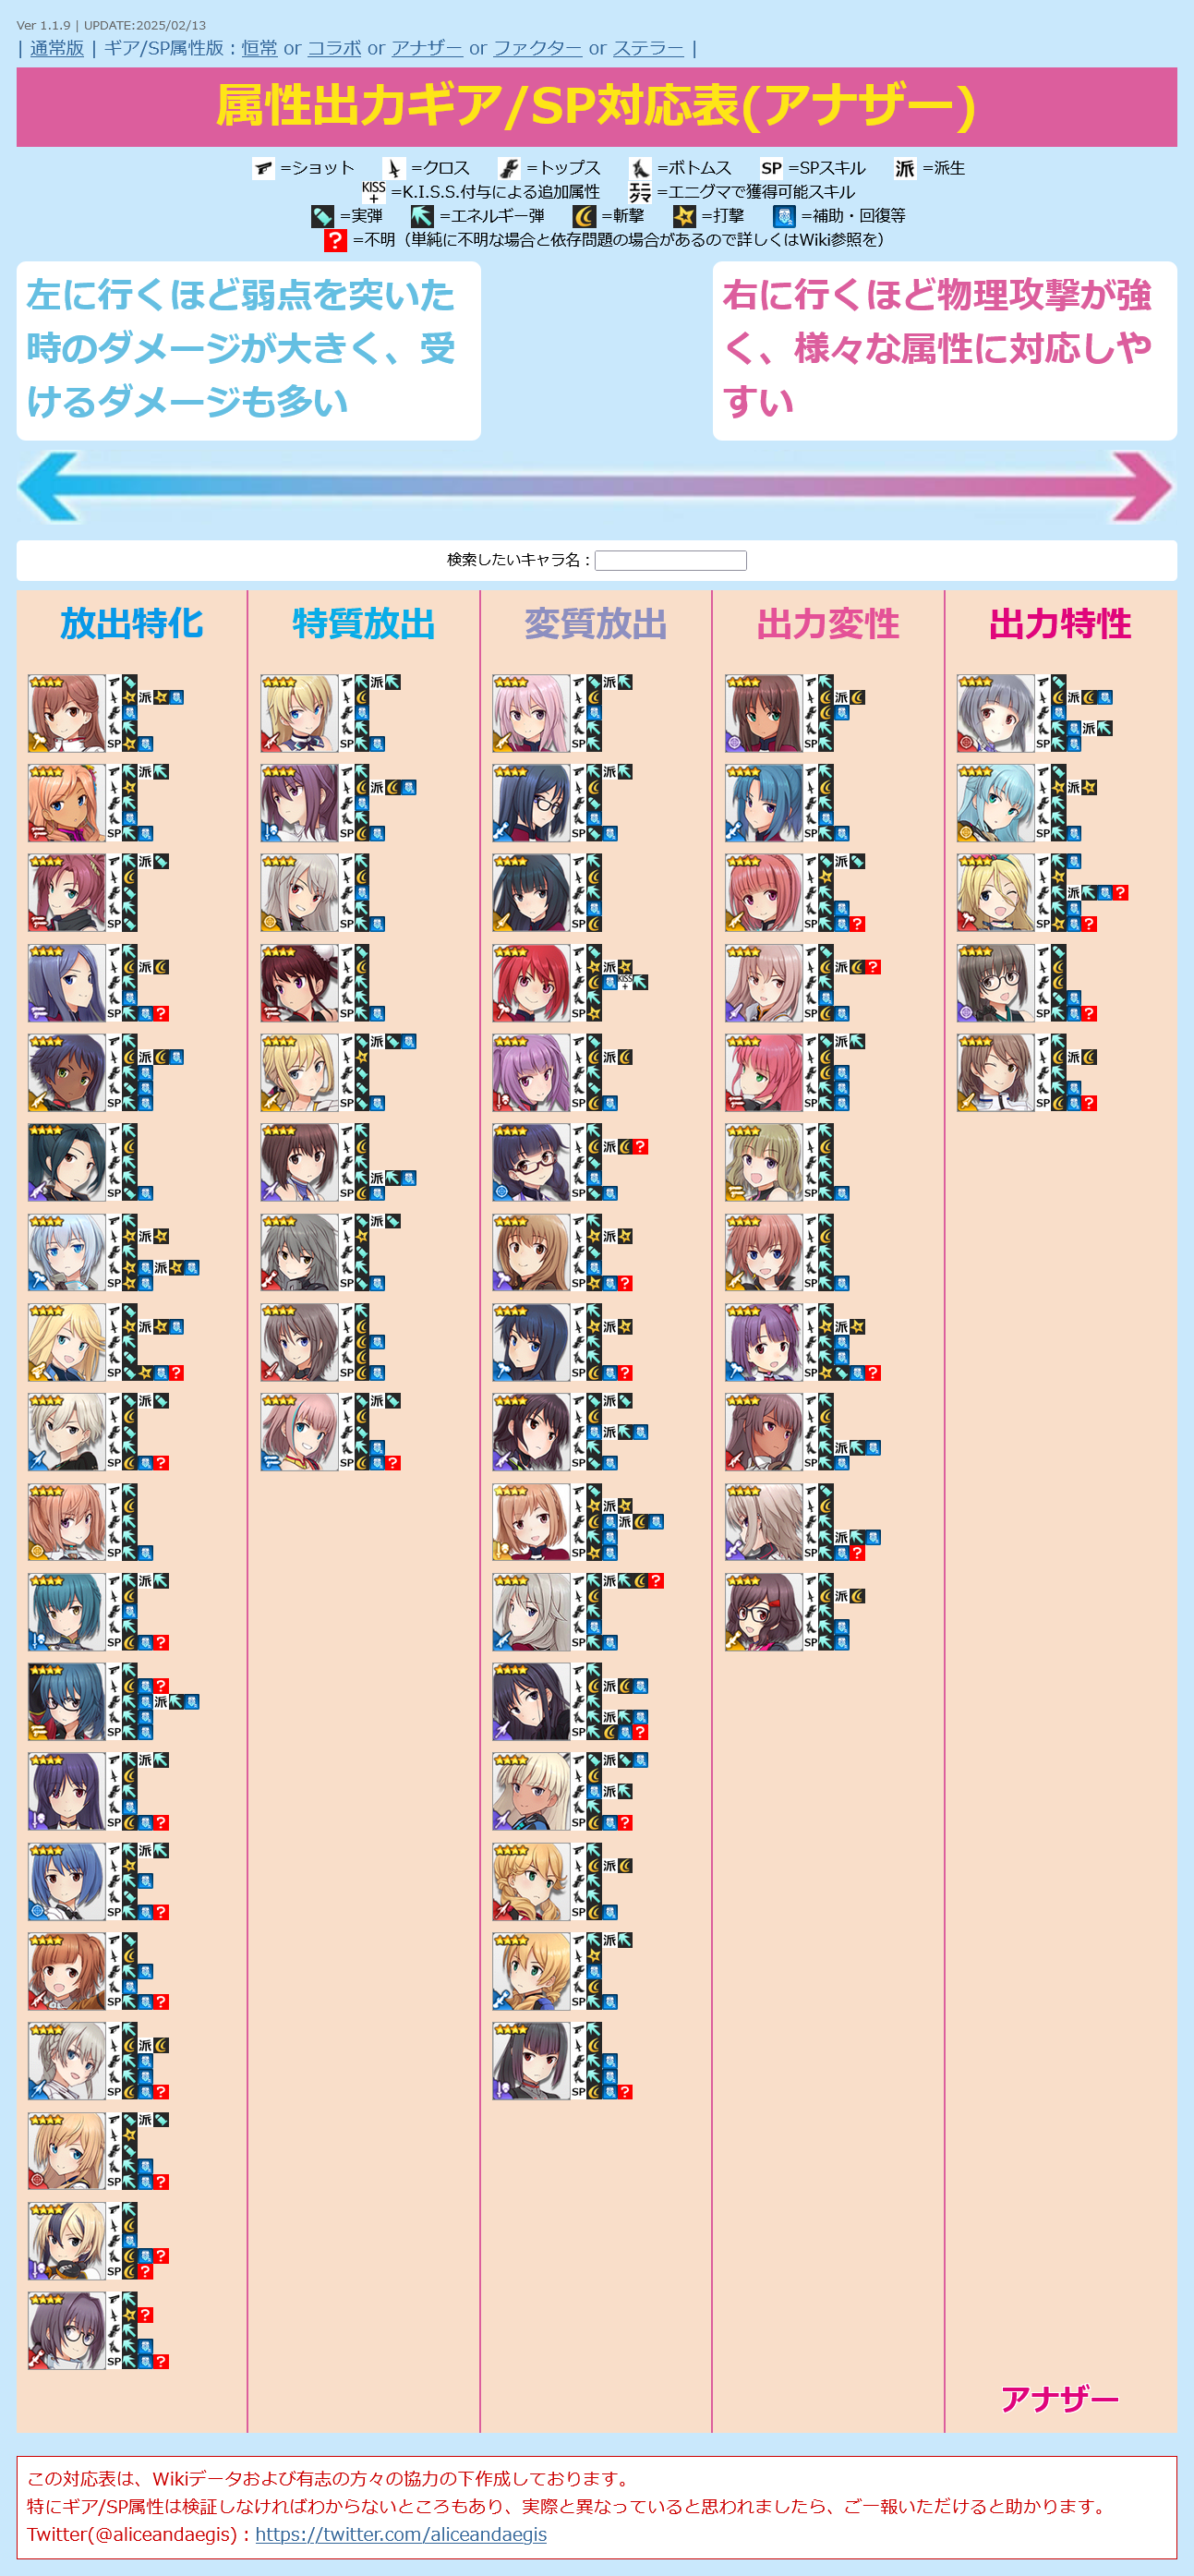 Ver 1.1.9 | UPDATE:2025/02/13
| 通常版 | ギア/SP属性版：恒常 or コラボ or アナザー or ファクター or ステラー |
属性出力ギア/SP対応表(アナザー)
=ショット =クロス =トップス =ボトムス SP =SPスキル 派 =派生
KISS+ =K.I.S.S.付与による追加属性 エニグマ =エニグマで獲得可能スキル
=実弾 =エネルギー弾 =斬撃 =打撃 =補助・回復等
? =不明（単純に不明な場合と依存問題の場合があるので詳しくはWiki参照を）
左に行くほど弱点を突いた
時のダメージが大きく、受
けるダメージも多い
右に行くほど物理攻撃が強
く、様々な属性に対応しや
すい
検索したいキャラ名：
放出特化 特質放出 変質放出 出力変性 出力特性
アナザー
この対応表は、Wikiデータおよび有志の方々の協力の下作成しております。
特にギア/SP属性は検証しなければわからないところもあり、実際と異なっていると思われましたら、ご一報いただけると助かります。
Twitter(@aliceandaegis)：https://twitter.com/aliceandaegis